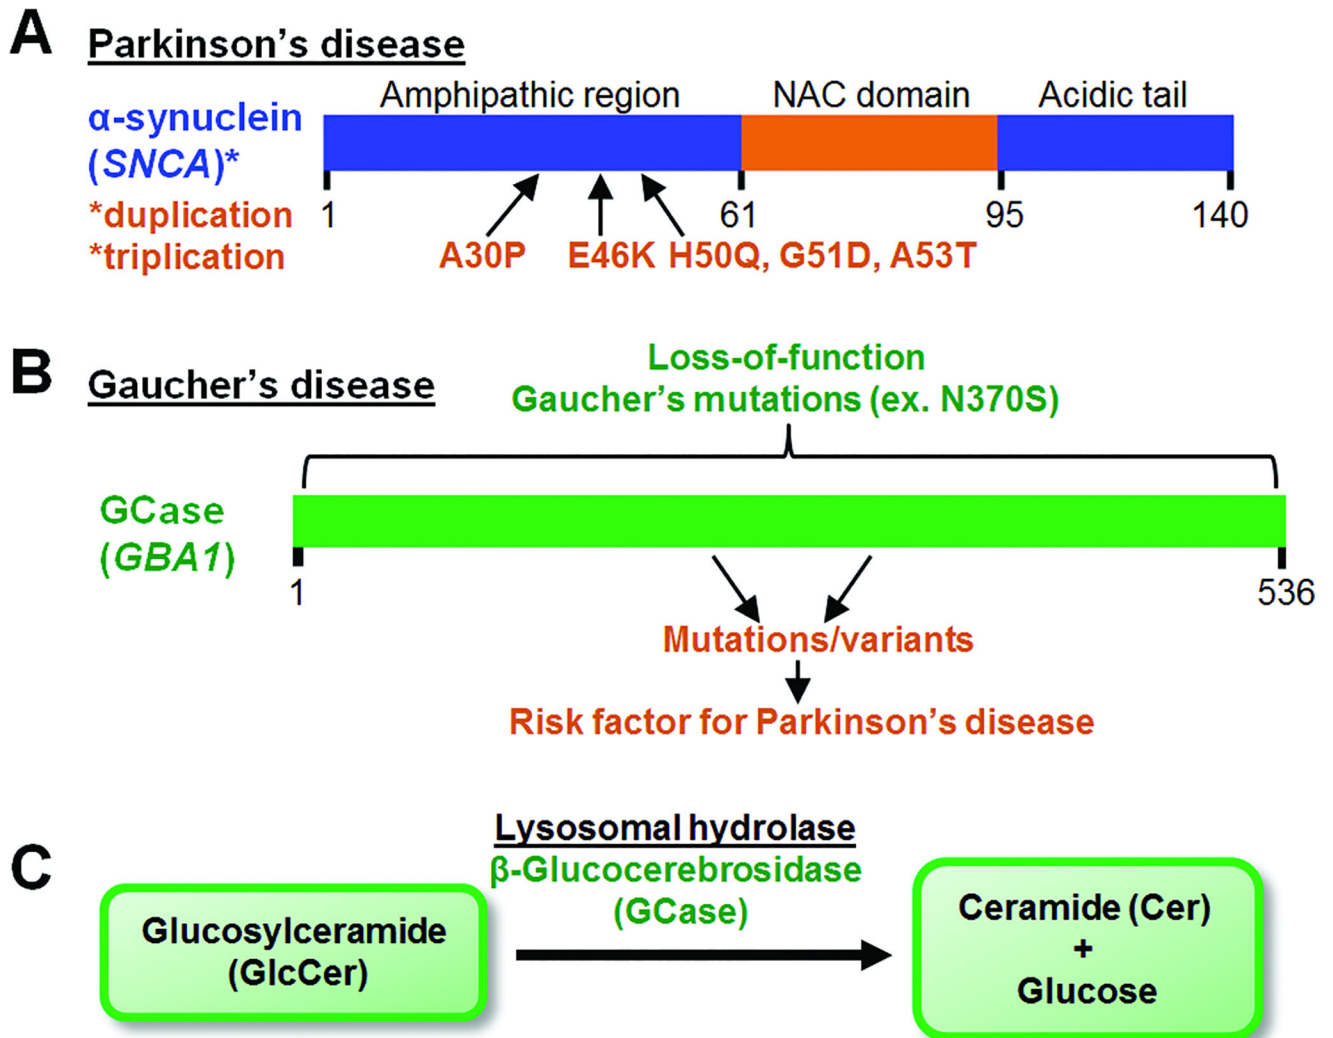 A
Parkinson's disease
Amphipathic region
NAC domain
Acidic tail
α-synuclein
(SNCA)*
*duplication
*triplication
1
61
95
140
A30P
E46K
H50Q, G51D, A53T
B
Gaucher's disease
Loss-of-function
Gaucher's mutations (ex. N370S)
GCase
(GBA1)
1
536
Mutations/variants
Risk factor for Parkinson's disease
C
Lysosomal hydrolase
β-Glucocerebrosidase
(GCase)
Glucosylceramide
(GlcCer)
Ceramide (Cer)
+
Glucose